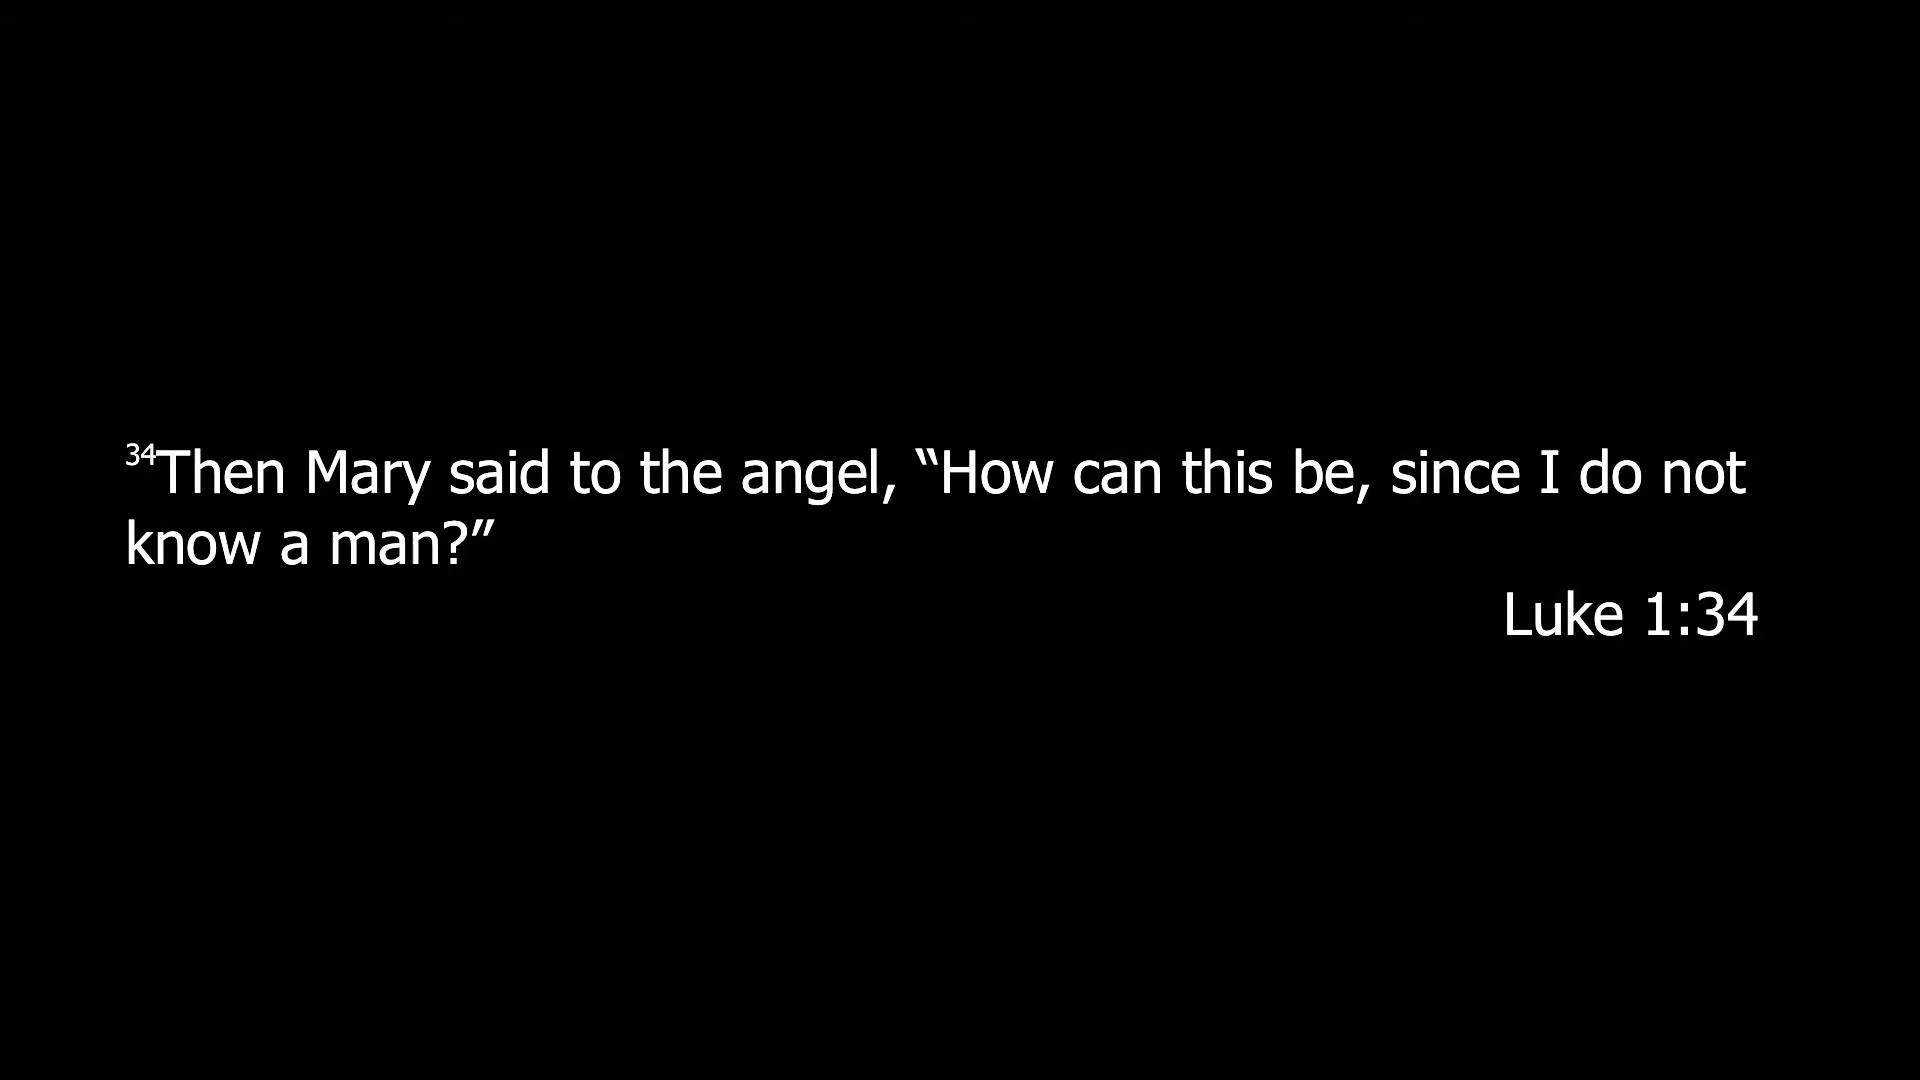 34Then Mary said to the angel, “How can this be, since I do not
know a man?”
Luke 1:34